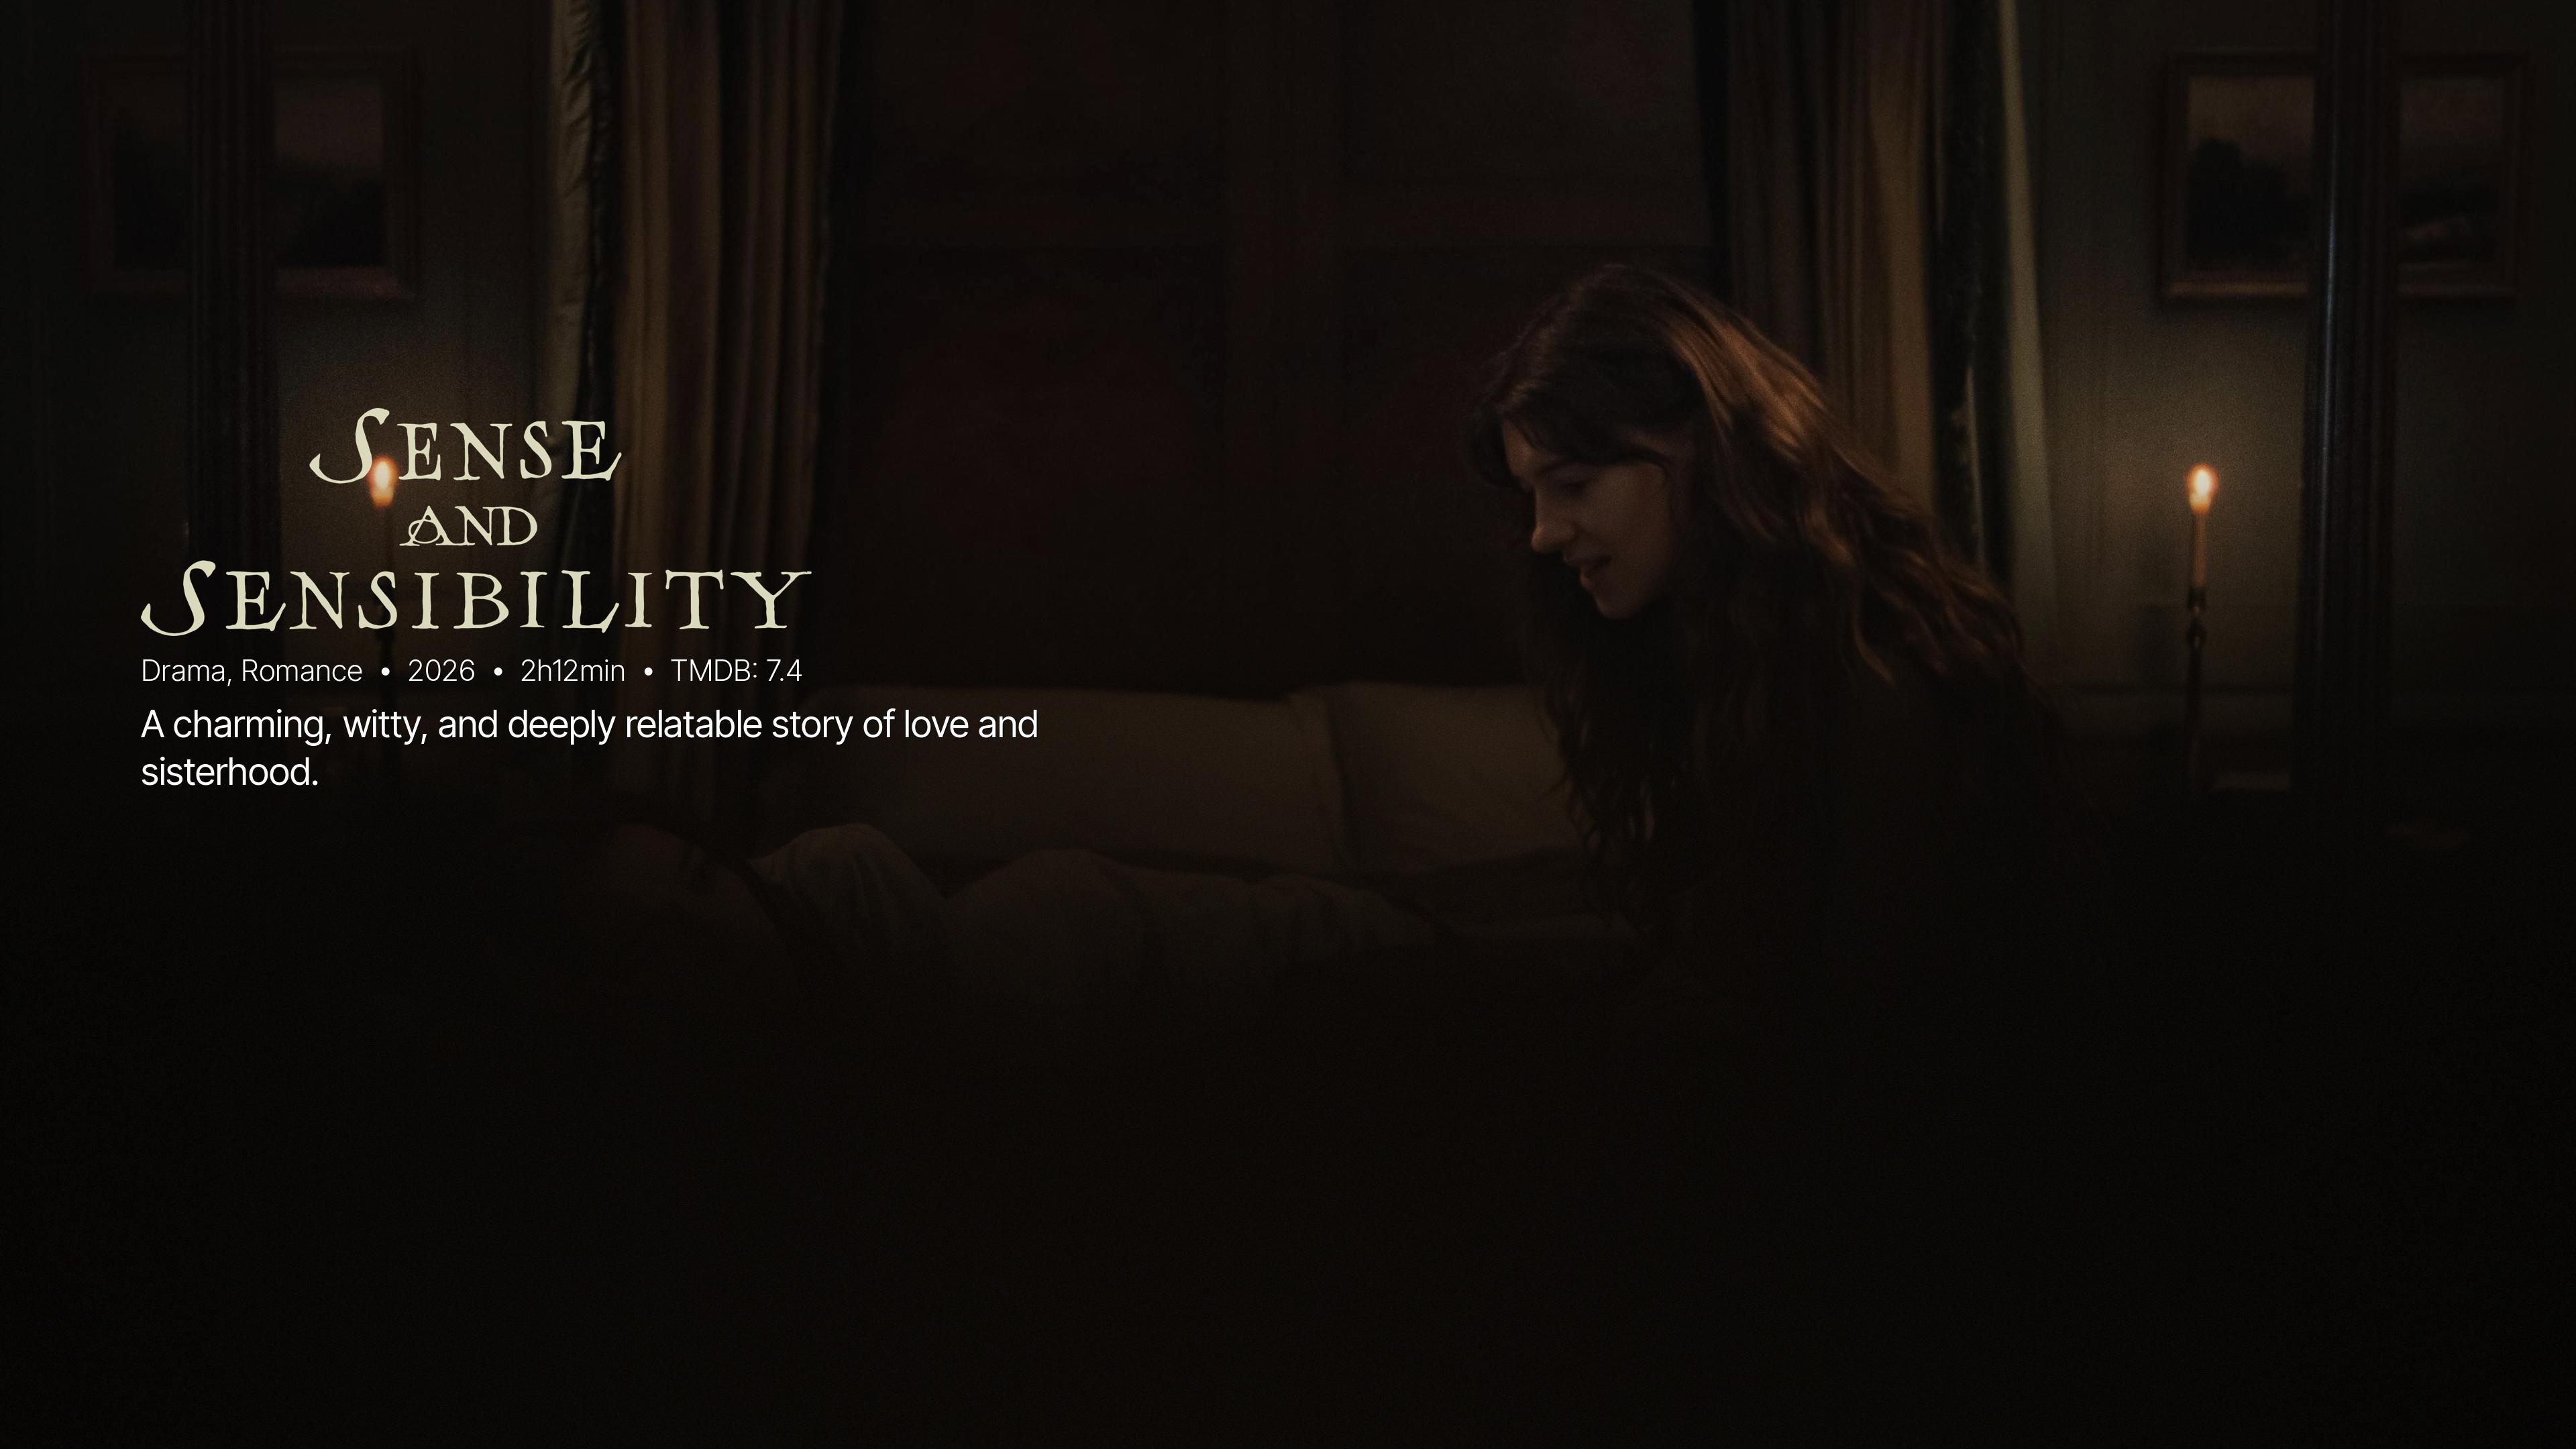 SENSE
AND
SENSIBILITY
Drama, Romance • 2026 • 2h12min • TMDB: 7.4
A charming, witty, and deeply relatable story of love and
sisterhood.